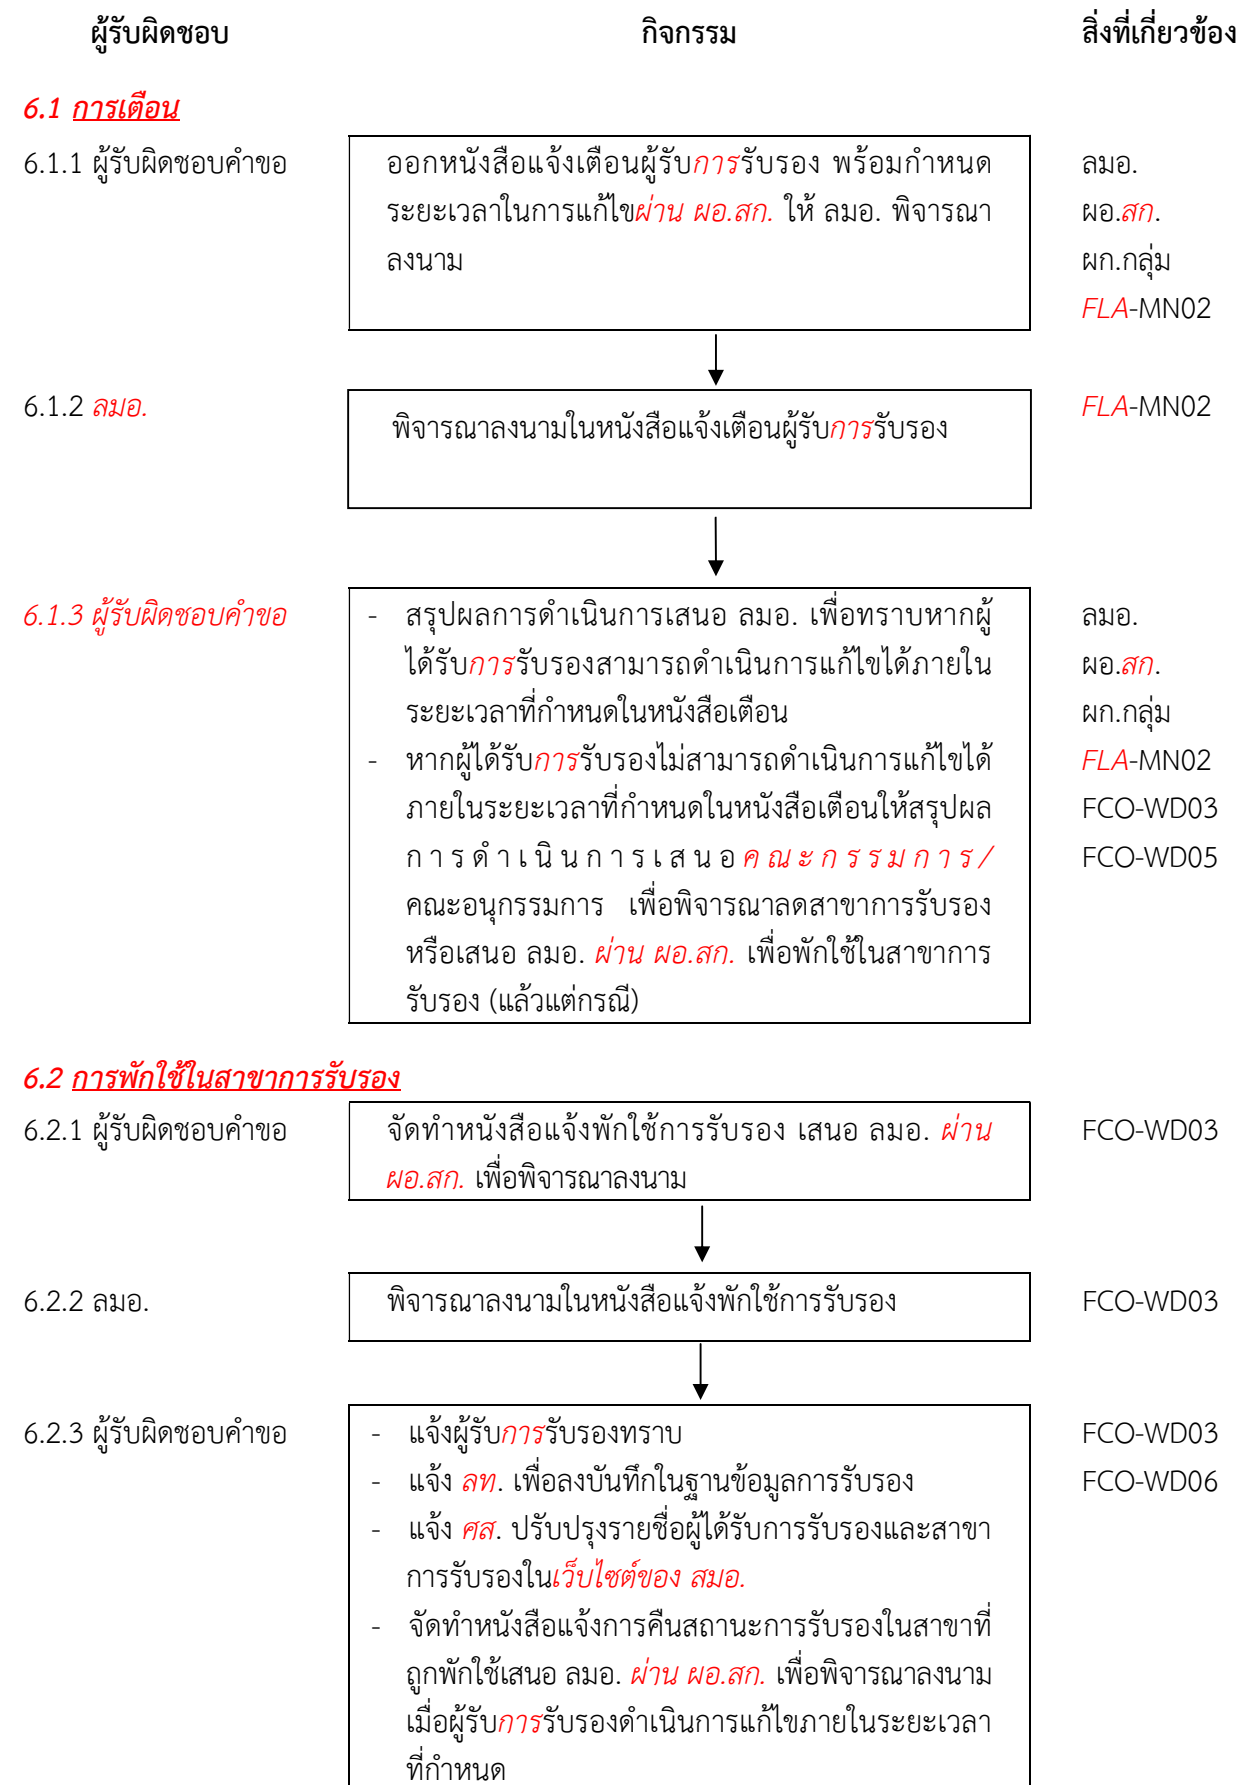 ผู้รับผิดชอบ กิจกรรม สิ่งที่เกี่ยวข้อง
6.1 การเตือน
6.1.1 ผู้รับผิดชอบคำขอ
ออกหนังสือแจ้งเตือนผู้รับการรับรอง พร้อมกำหนด
ระยะเวลาในการแก้ไขผ่าน ผอ.สก. ให้ ลมอ. พิจารณา
ลงนาม
ลมอ.
ผอ.สก.
ผก.กลุ่ม
FLA-MN02
6.1.2 ลมอ.
พิจารณาลงนามในหนังสือแจ้งเตือนผู้รับการรับรอง
FLA-MN02
6.1.3 ผู้รับผิดชอบคำขอ
- สรุปผลการดำเนินการเสนอ ลมอ. เพื่อทราบหากผู้
ได้รับการรับรองสามารถดำเนินการแก้ไขได้ภายใน
ระยะเวลาที่กำหนดในหนังสือเตือน
- หากผู้ได้รับการรับรองไม่สามารถดำเนินการแก้ไขได้
ภายในระยะเวลาที่กำหนดในหนังสือเตือนให้สรุปผล
การดำเนินการเสนอคณะกรรมการ/
คณะอนุกรรมการ เพื่อพิจารณาลดสาขาการรับรอง
หรือเสนอ ลมอ. ผ่าน ผอ.สก. เพื่อพักใช้ในสาขาการ
รับรอง (แล้วแต่กรณี)
ลมอ.
ผอ.สก.
ผก.กลุ่ม
FLA-MN02
FCO-WD03
FCO-WD05
6.2 การพักใช้ในสาขาการรับรอง
6.2.1 ผู้รับผิดชอบคำขอ
จัดทำหนังสือแจ้งพักใช้การรับรอง เสนอ ลมอ. ผ่าน
ผอ.สก. เพื่อพิจารณาลงนาม
FCO-WD03
6.2.2 ลมอ.
พิจารณาลงนามในหนังสือแจ้งพักใช้การรับรอง
FCO-WD03
6.2.3 ผู้รับผิดชอบคำขอ
- แจ้งผู้รับการรับรองทราบ
- แจ้ง ลท. เพื่อลงบันทึกในฐานข้อมูลการรับรอง
- แจ้ง ศส. ปรับปรุงรายชื่อผู้ได้รับการรับรองและสาขา
การรับรองในเว็บไซต์ของ สมอ.
- จัดทำหนังสือแจ้งการคืนสถานะการรับรองในสาขาที่
ถูกพักใช้เสนอ ลมอ. ผ่าน ผอ.สก. เพื่อพิจารณาลงนาม
เมื่อผู้รับการรับรองดำเนินการแก้ไขภายในระยะเวลา
ที่กำหนด
FCO-WD03
FCO-WD06